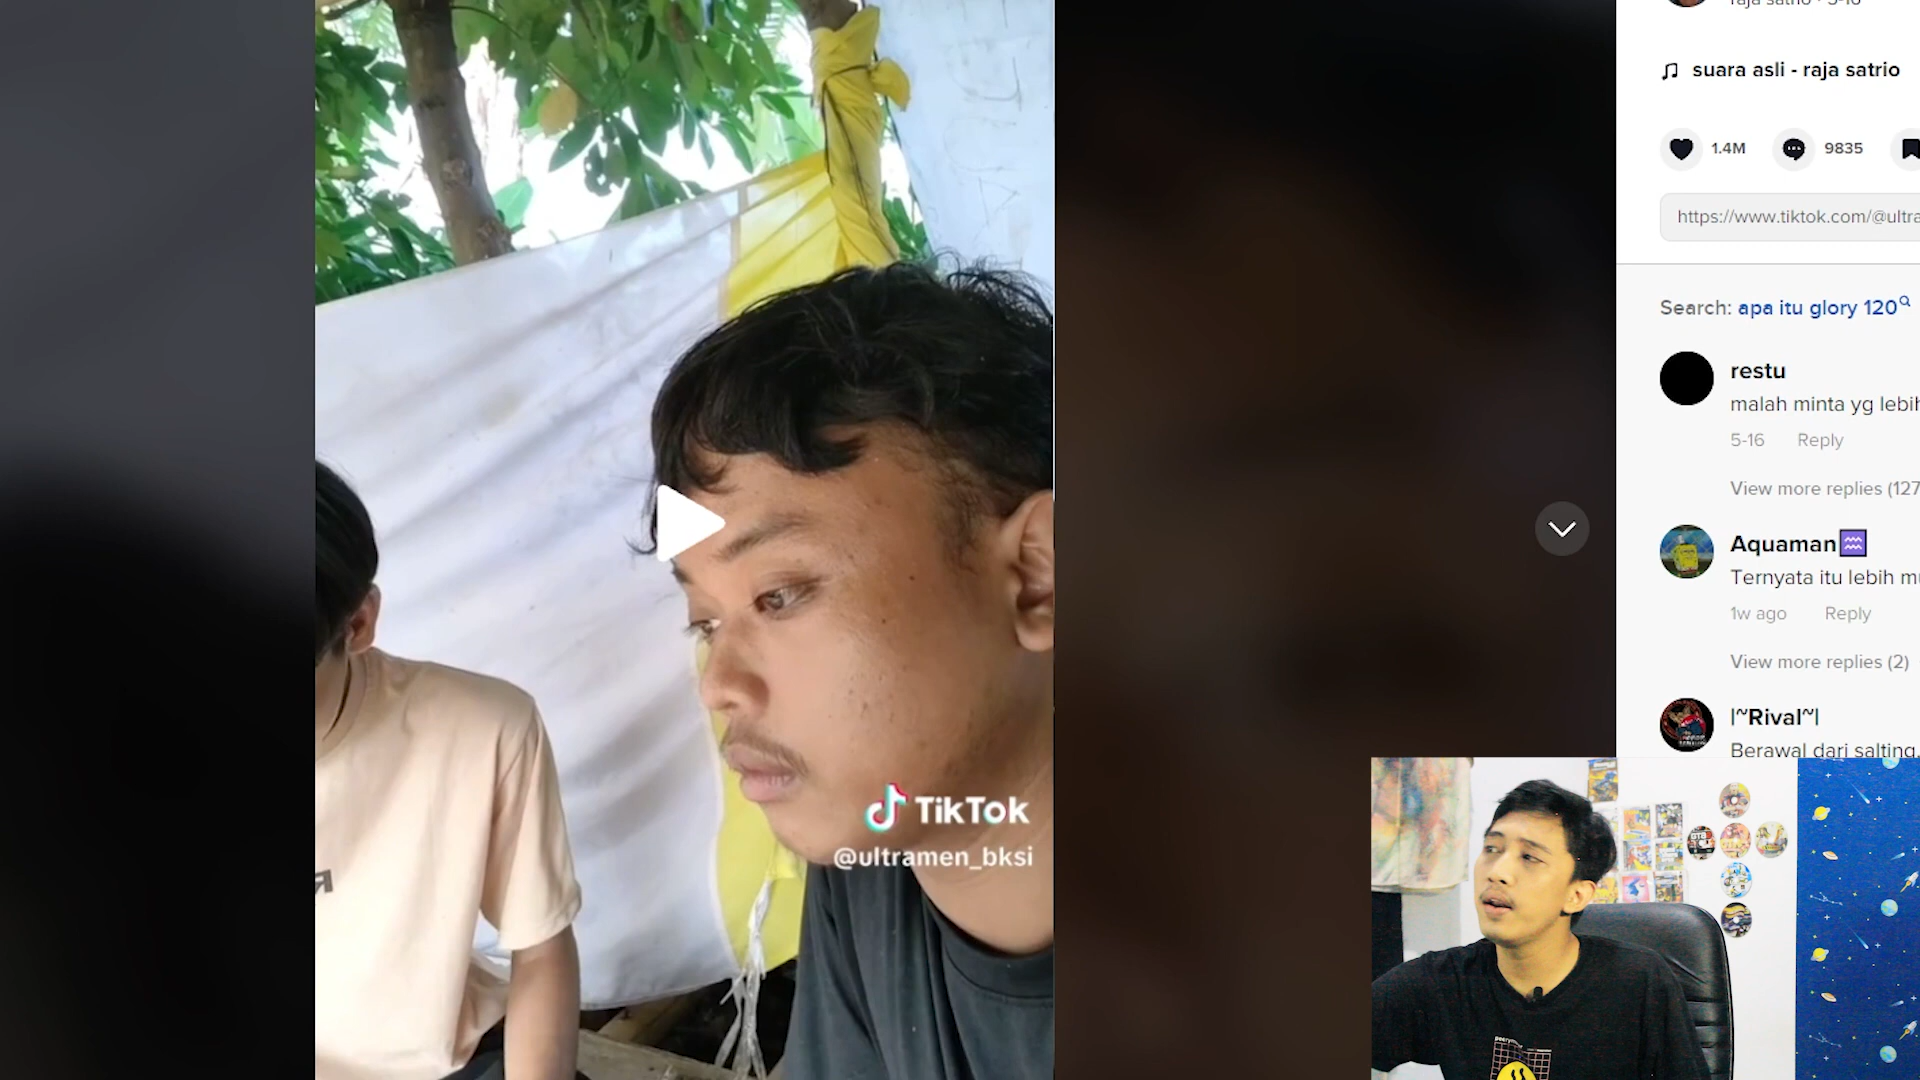 suara asli - raja satrio
1.4M
9835
https://www.tiktok.com/@ultra
Search: apa itu glory 120
restu
malah minta yg lebih
5-16
Reply
View more replies (127
Aquaman
Ternyata itu lebih mu
1w ago
Reply
View more replies (2)
|~Rival~|
Berawal dari salting
TikTok
@ultramen_bksi